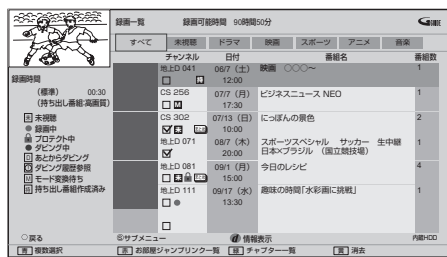 録画一覧 録画可能時間 90時間50分 GGUIDE
すべて 未視聴 ドラマ 映画 スポーツ アニメ 音楽
チャンネル 日付 番組名 番組数
録画時間
(標準) 00:30
(持ち出し番組:高画質)
未視聴
録画中
プロテクト中
ダビング中
あとからダビング
ダビング履歴参照
モード変換待ち
持ち出し番組作成済み
地上D 041 06/7 (土) 12:00 映画 ○○○～ 1
CS 256 07/7 (月) 17:30 ビジネスニュース NEO 1
CS 302 07/13 (日) 10:00 にっぽんの景色 2
地上D 071 08/7 (木) 20:00 スポーツスペシャル サッカー 生中継 日本×ブラジル (国立競技場) 1
地上D 081 09/1 (月) 15:00 今日のレシピ 4
地上D 111 09/17 (水) 13:30 趣味の時間「水彩画に挑戦」 1
戻る Ⓢサブメニュー 情報表示 内蔵HDD
青 複数選択 赤 お部屋ジャンプリンク一覧 緑 チャプター一覧 黄 消去